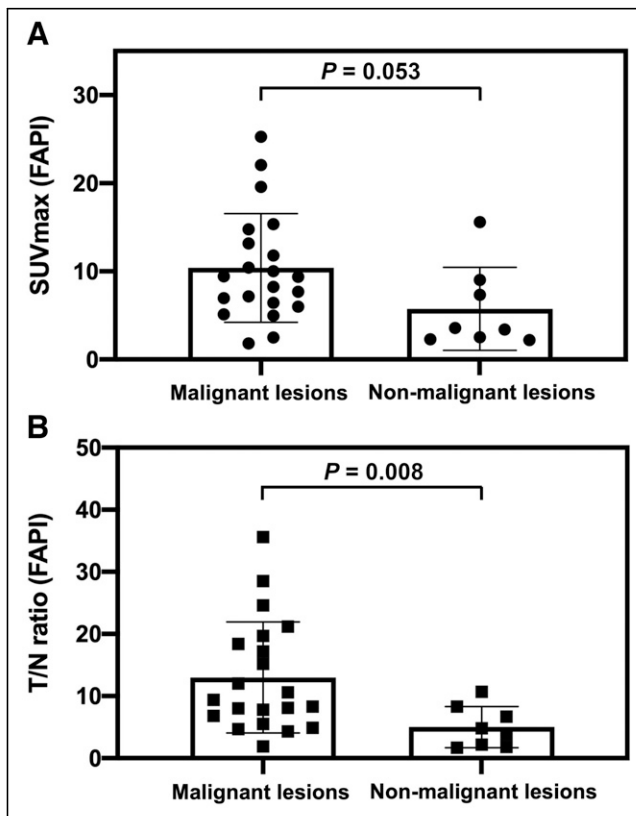 A
P = 0.053
30
20
10
0
SUVmax (FAPI)
Malignant lesions Non-malignant lesions
B
P = 0.008
50
40
30
20
10
0
T/N ratio (FAPI)
Malignant lesions Non-malignant lesions